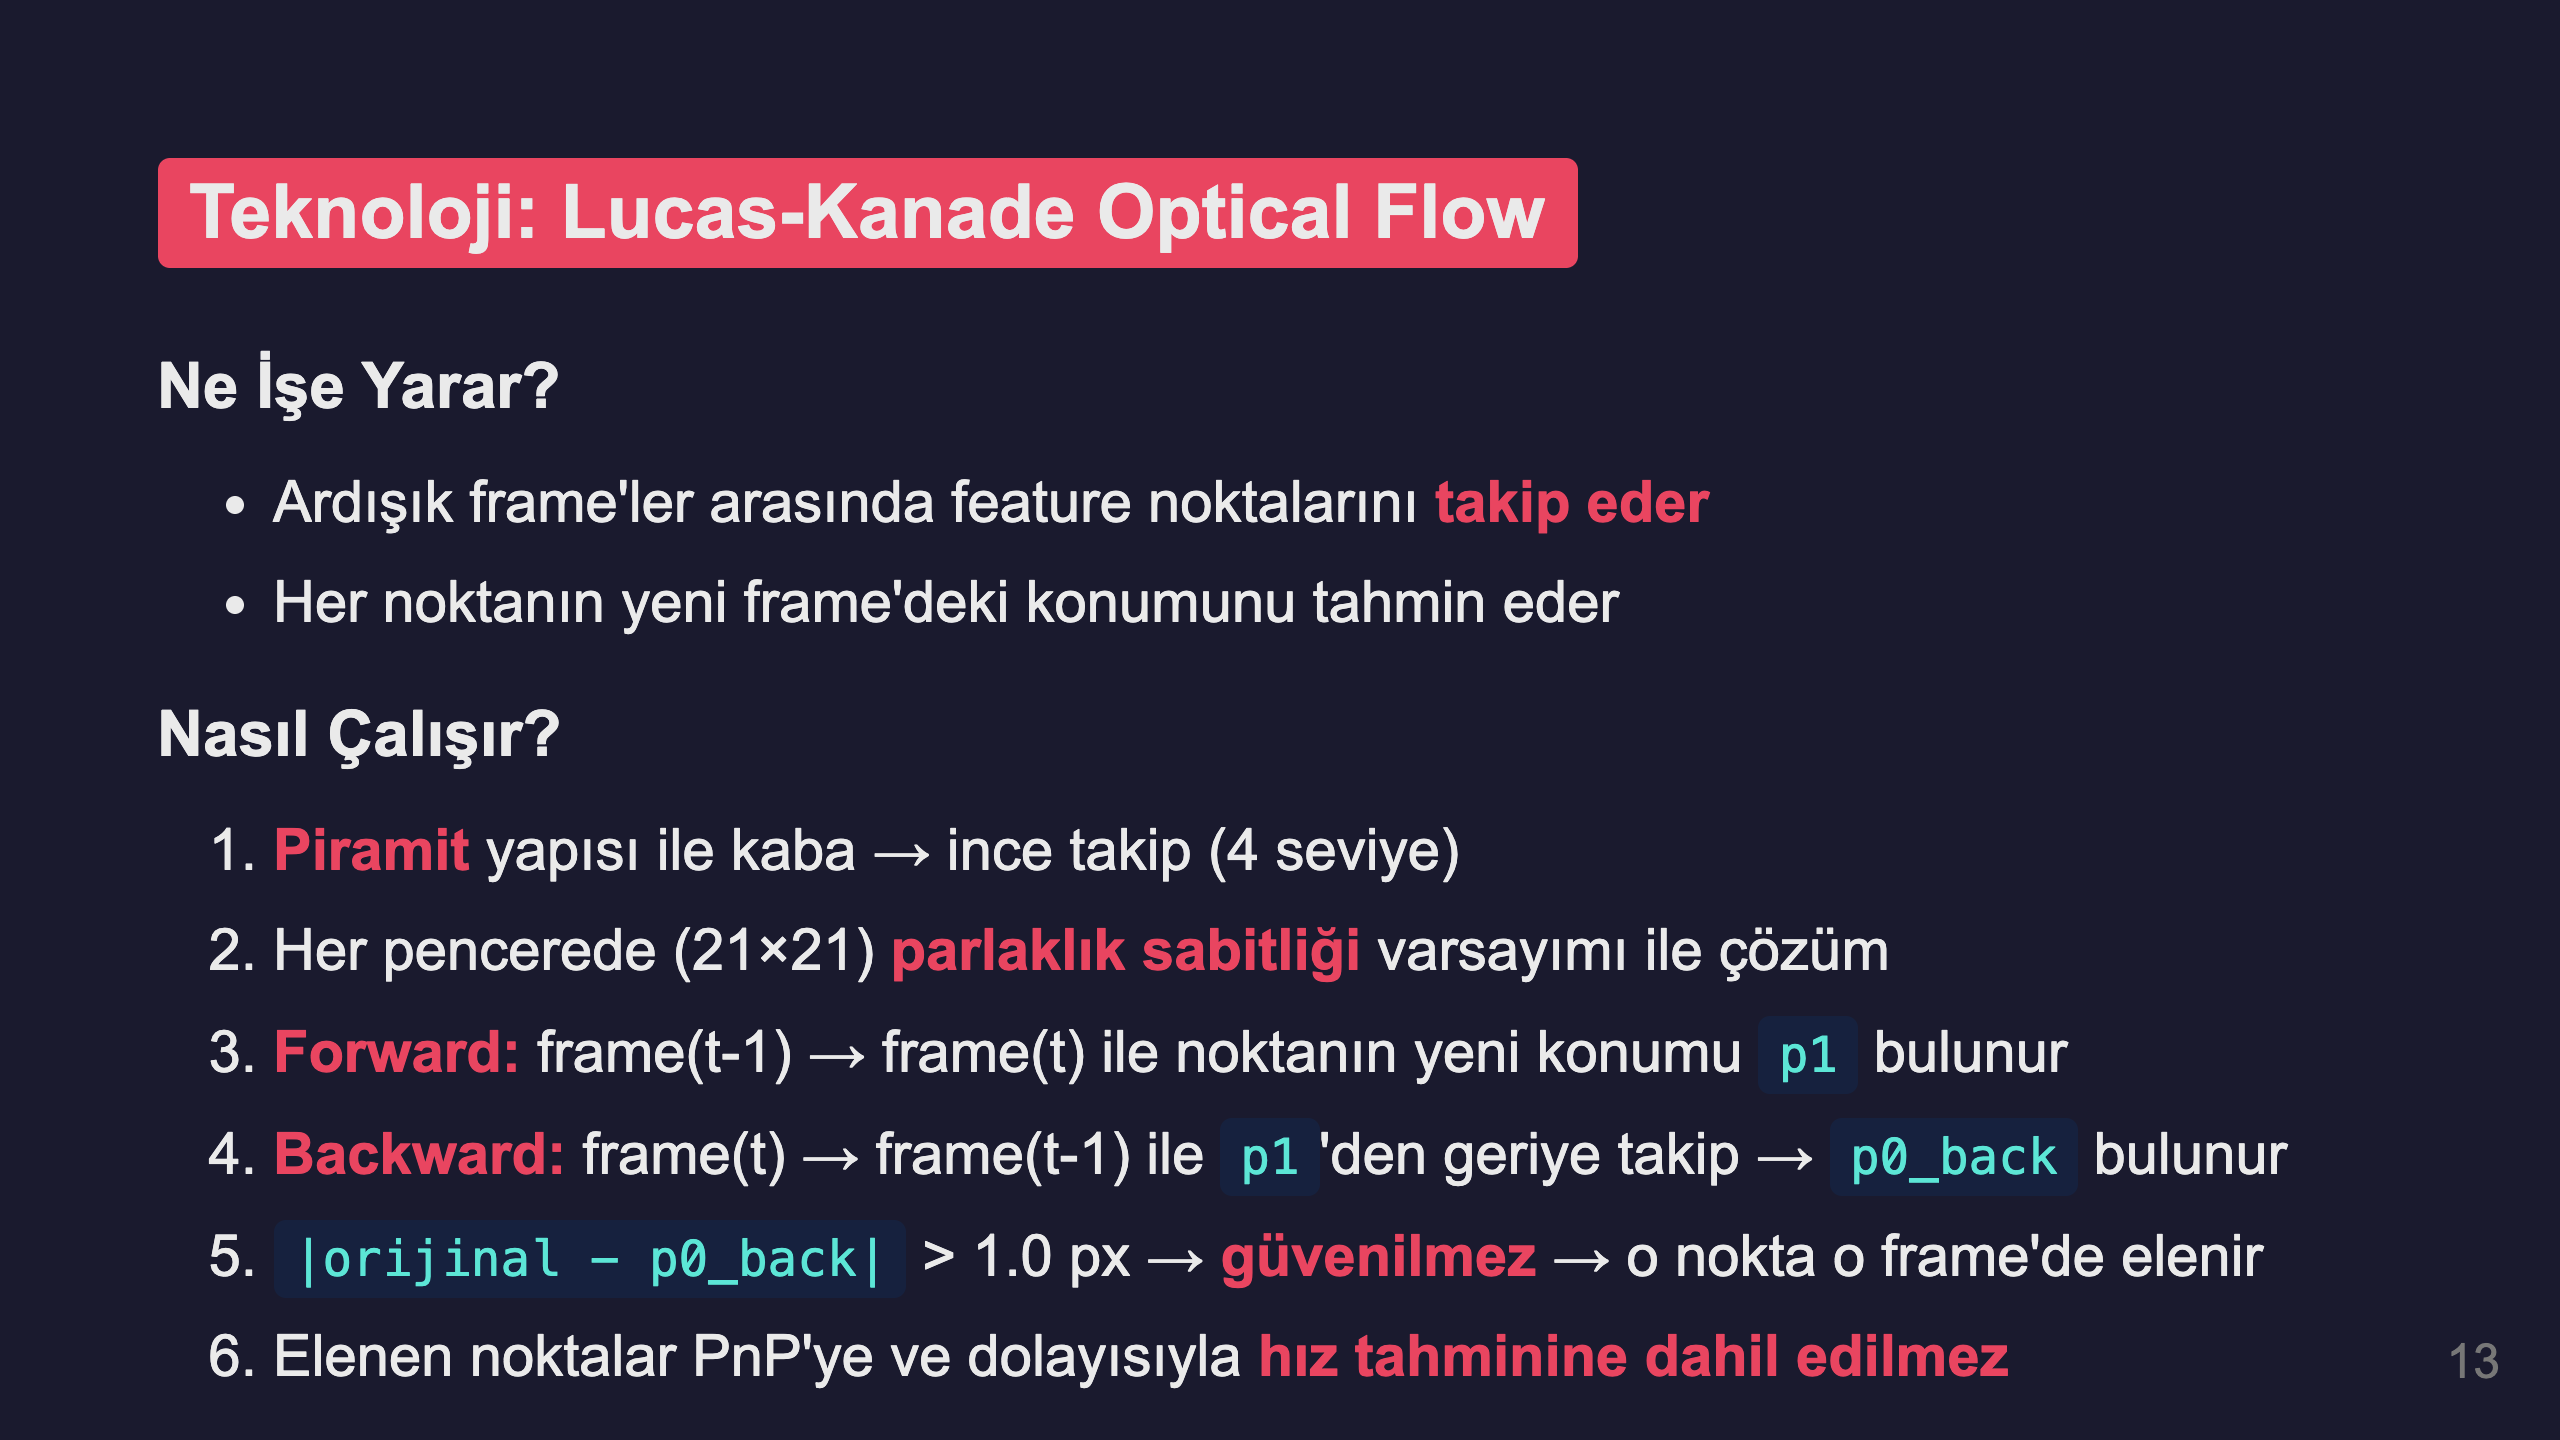 Teknoloji: Lucas-Kanade Optical Flow
Ne İşe Yarar?
• Ardışık frame'ler arasında feature noktalarını takip eder
• Her noktanın yeni frame'deki konumunu tahmin eder
Nasıl Çalışır?
1. Piramit yapısı ile kaba → ince takip (4 seviye)
2. Her pencerede (21×21) parlaklık sabitliği varsayımı ile çözüm
3. Forward: frame(t-1) → frame(t) ile noktanın yeni konumu p1 bulunur
4. Backward: frame(t) → frame(t-1) ile p1 'den geriye takip → p0_back bulunur
5. |orijinal - p0_back| > 1.0 px → güvenilmez → o nokta o frame'de elenir
6. Elenen noktalar PnP'ye ve dolayısıyla hız tahminine dahil edilmez
13